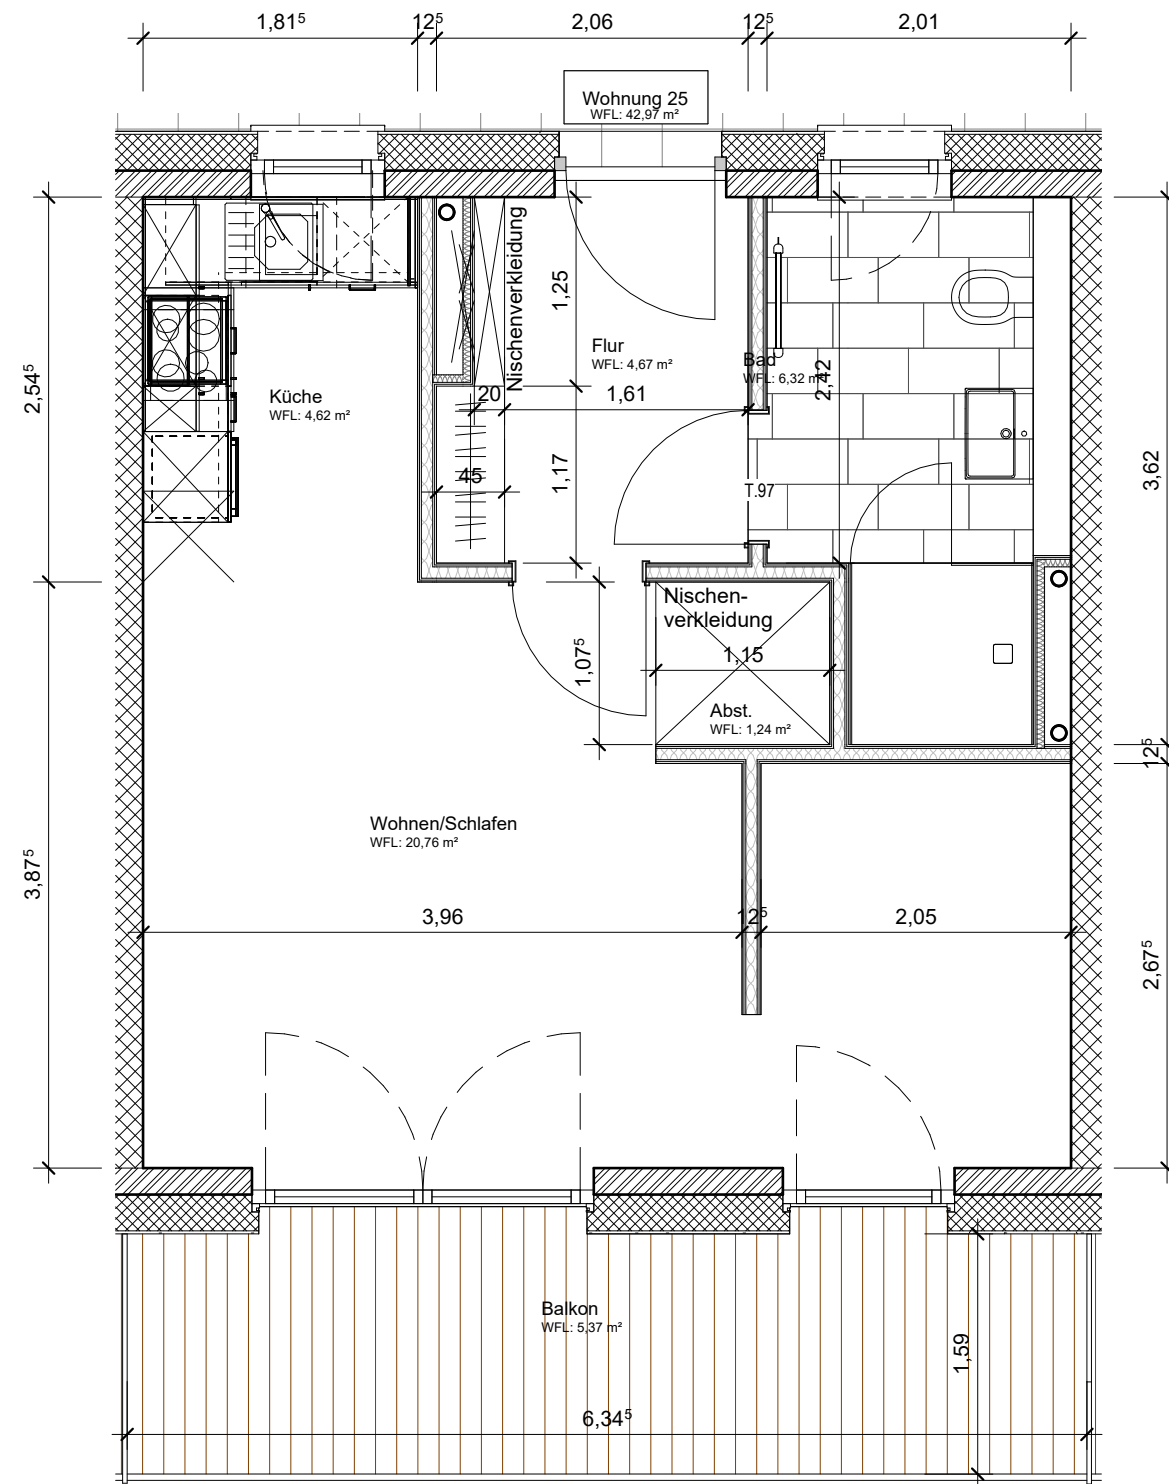 1,81⁵ 12⁵ 2,06 12⁵ 2,01
Wohnung 25
WFL: 42,97 m²
Nischenverkleidung
1,25
Flur
WFL: 4,67 m²
Bad
WFL: 6,32 m²
2,42
2,54⁵
Küche
WFL: 4,62 m²
20
1,61
45
1,17
T.97
3,62
Nischen-
verkleidung
1,07⁵
1,15
Abst.
WFL: 1,24 m²
12⁵
Wohnen/Schlafen
WFL: 20,76 m²
3,87⁵
3,96 12⁵ 2,05
2,67⁵
Balkon
WFL: 5,37 m²
1,59
6,34⁵